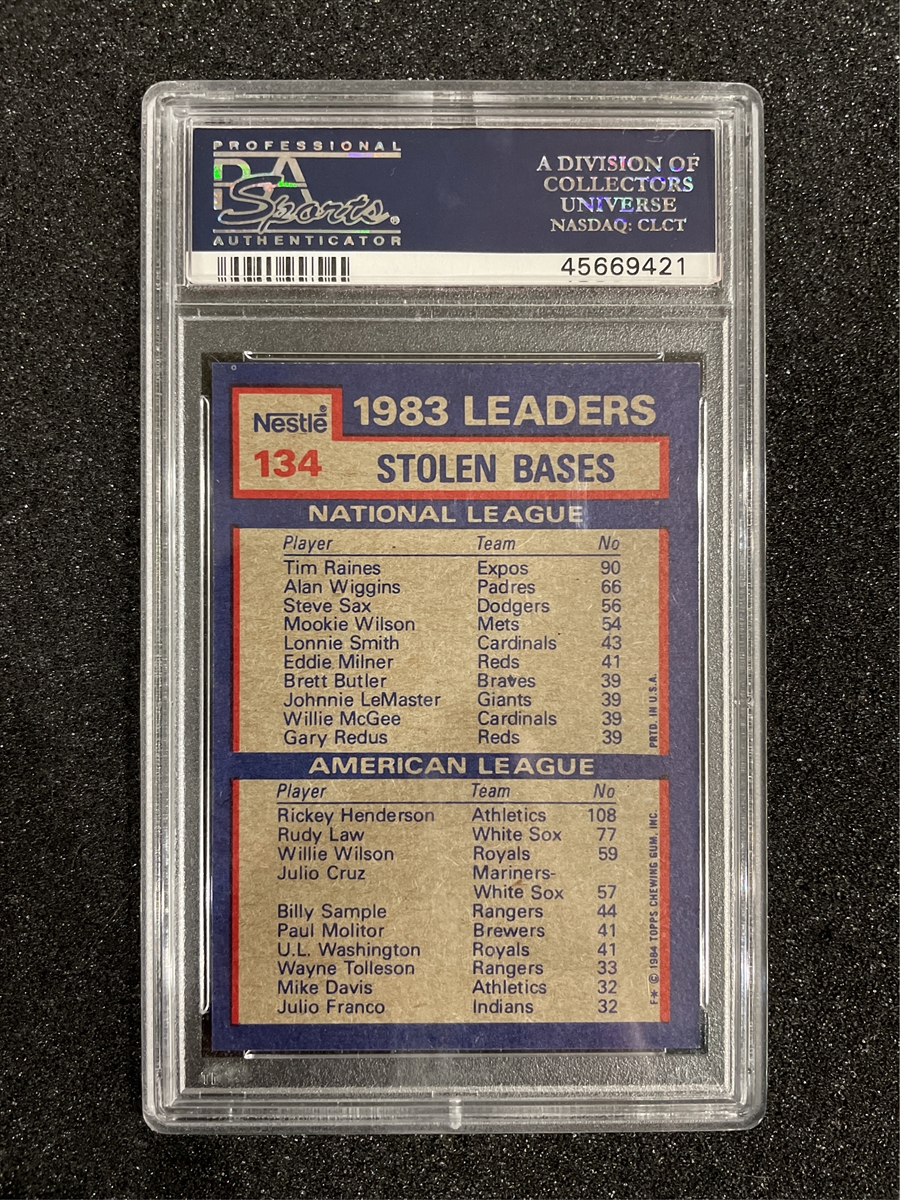 PROFESSIONAL
PSA
Sports®
AUTHENTICATOR
A DIVISION OF
COLLECTORS
UNIVERSE
NASDAQ: CLCT
45669421
Nestlé® 1983 LEADERS
134 STOLEN BASES
NATIONAL LEAGUE
Player Team No
Tim Raines Expos 90
Alan Wiggins Padres 66
Steve Sax Dodgers 56
Mookie Wilson Mets 54
Lonnie Smith Cardinals 43
Eddie Milner Reds 41
Brett Butler Braves 39
Johnnie LeMaster Giants 39
Willie McGee Cardinals 39
Gary Redus Reds 39
PRTD. IN U.S.A.
AMERICAN LEAGUE
Player Team No
Rickey Henderson Athletics 108
Rudy Law White Sox 77
Willie Wilson Royals 59
Julio Cruz Mariners-
White Sox 57
Billy Sample Rangers 44
Paul Molitor Brewers 41
U.L. Washington Royals 41
Wayne Tolleson Rangers 33
Mike Davis Athletics 32
Julio Franco Indians 32
F* © 1984 TOPPS CHEWING GUM, INC.